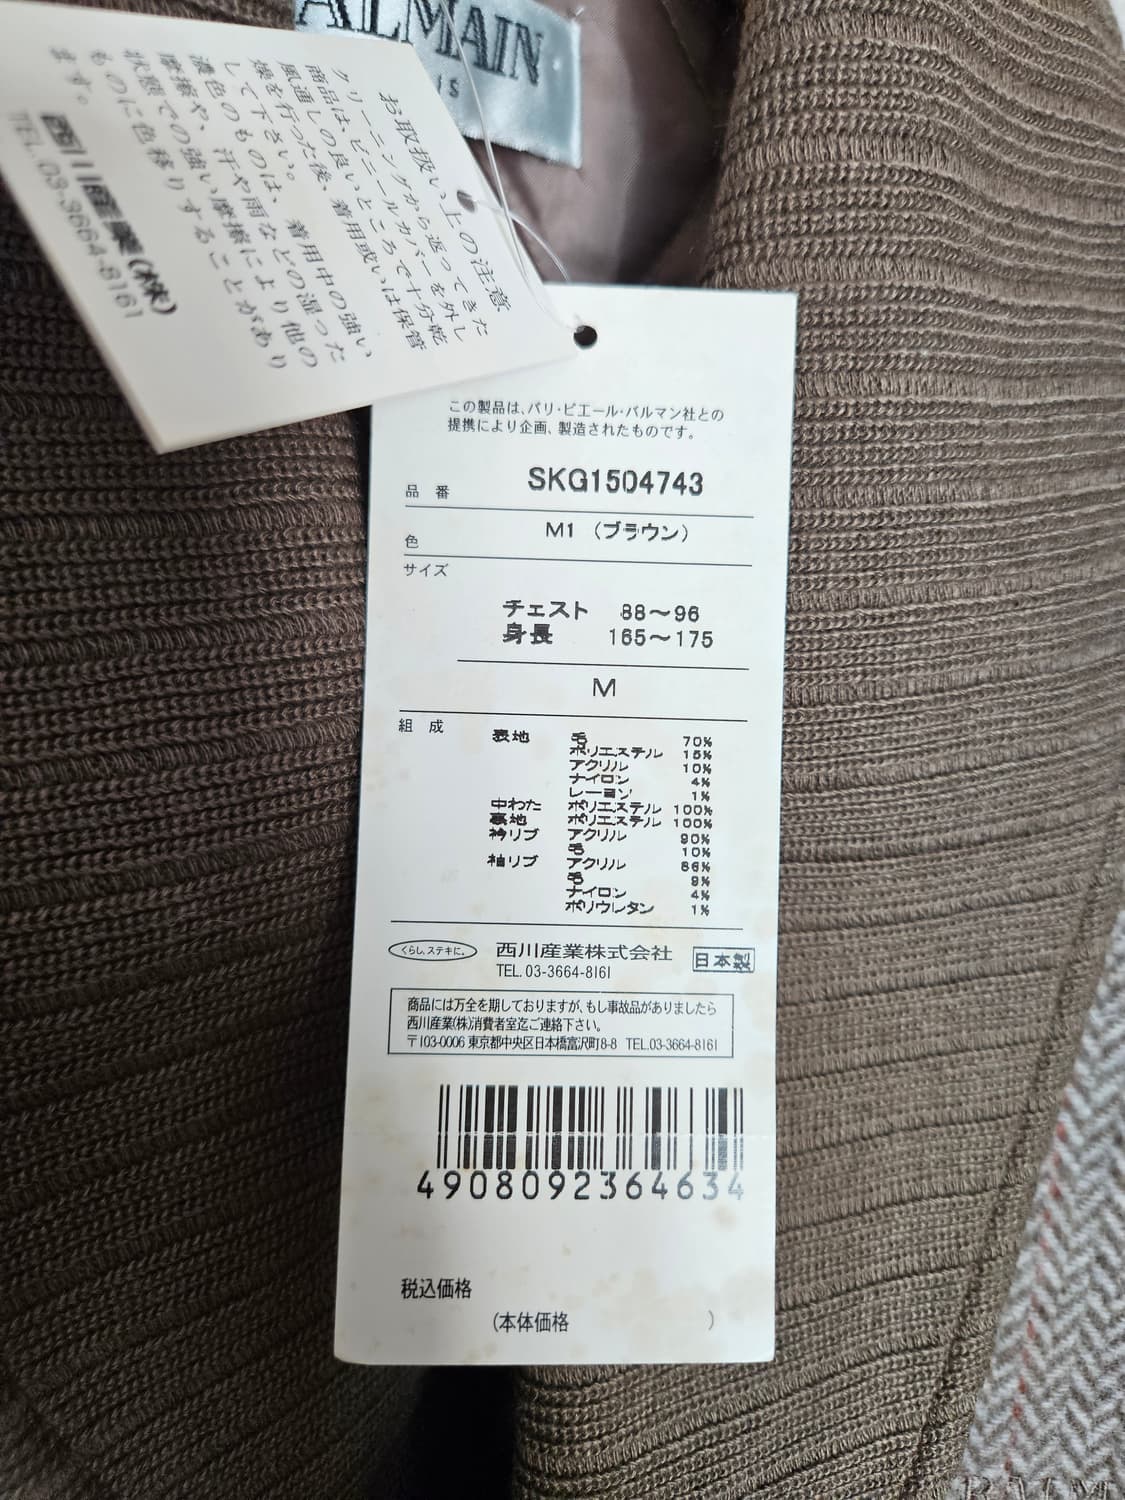 ALMAIN
お取扱い上の注意
クリーニングから返ってきた
商品は、ビニールカバーを外し
風通しの良いところで十分乾
燥を行った後、着用或いは保管
して下さい。
濃色のものは、着用中の強い
摩擦や、汗や雨などの湿った
状態での強い摩擦により他の
ものに色移りすることがあり
ます。
西川産業(株)
TEL.03-3664-8161
この製品は、パリ・ピエール・バルマン社との
提携により企画、製造されたものです。
品 番 SKG1504743
色 M1 (ブラウン)
サイズ
チェスト 88〜96
身長 165〜175
M
組 成
表地 毛 70%
ポリエステル 15%
アクリル 10%
ナイロン 4%
レーヨン 1%
中わた ポリエステル 100%
裏地 ポリエステル 100%
衿リブ アクリル 90%
毛 10%
袖リブ アクリル 86%
毛 9%
ナイロン 4%
ポリウレタン 1%
くらし、ステキに。 西川産業株式会社 日本製
TEL. 03-3664-8161
商品には万全を期しておりますが、もし事故品がありましたら
西川産業(株)消費者室迄ご連絡下さい。
〒103-0006 東京都中央区日本橋富沢町8-8 TEL.03-3664-8161
4908092364634
税込価格
(本体価格 )